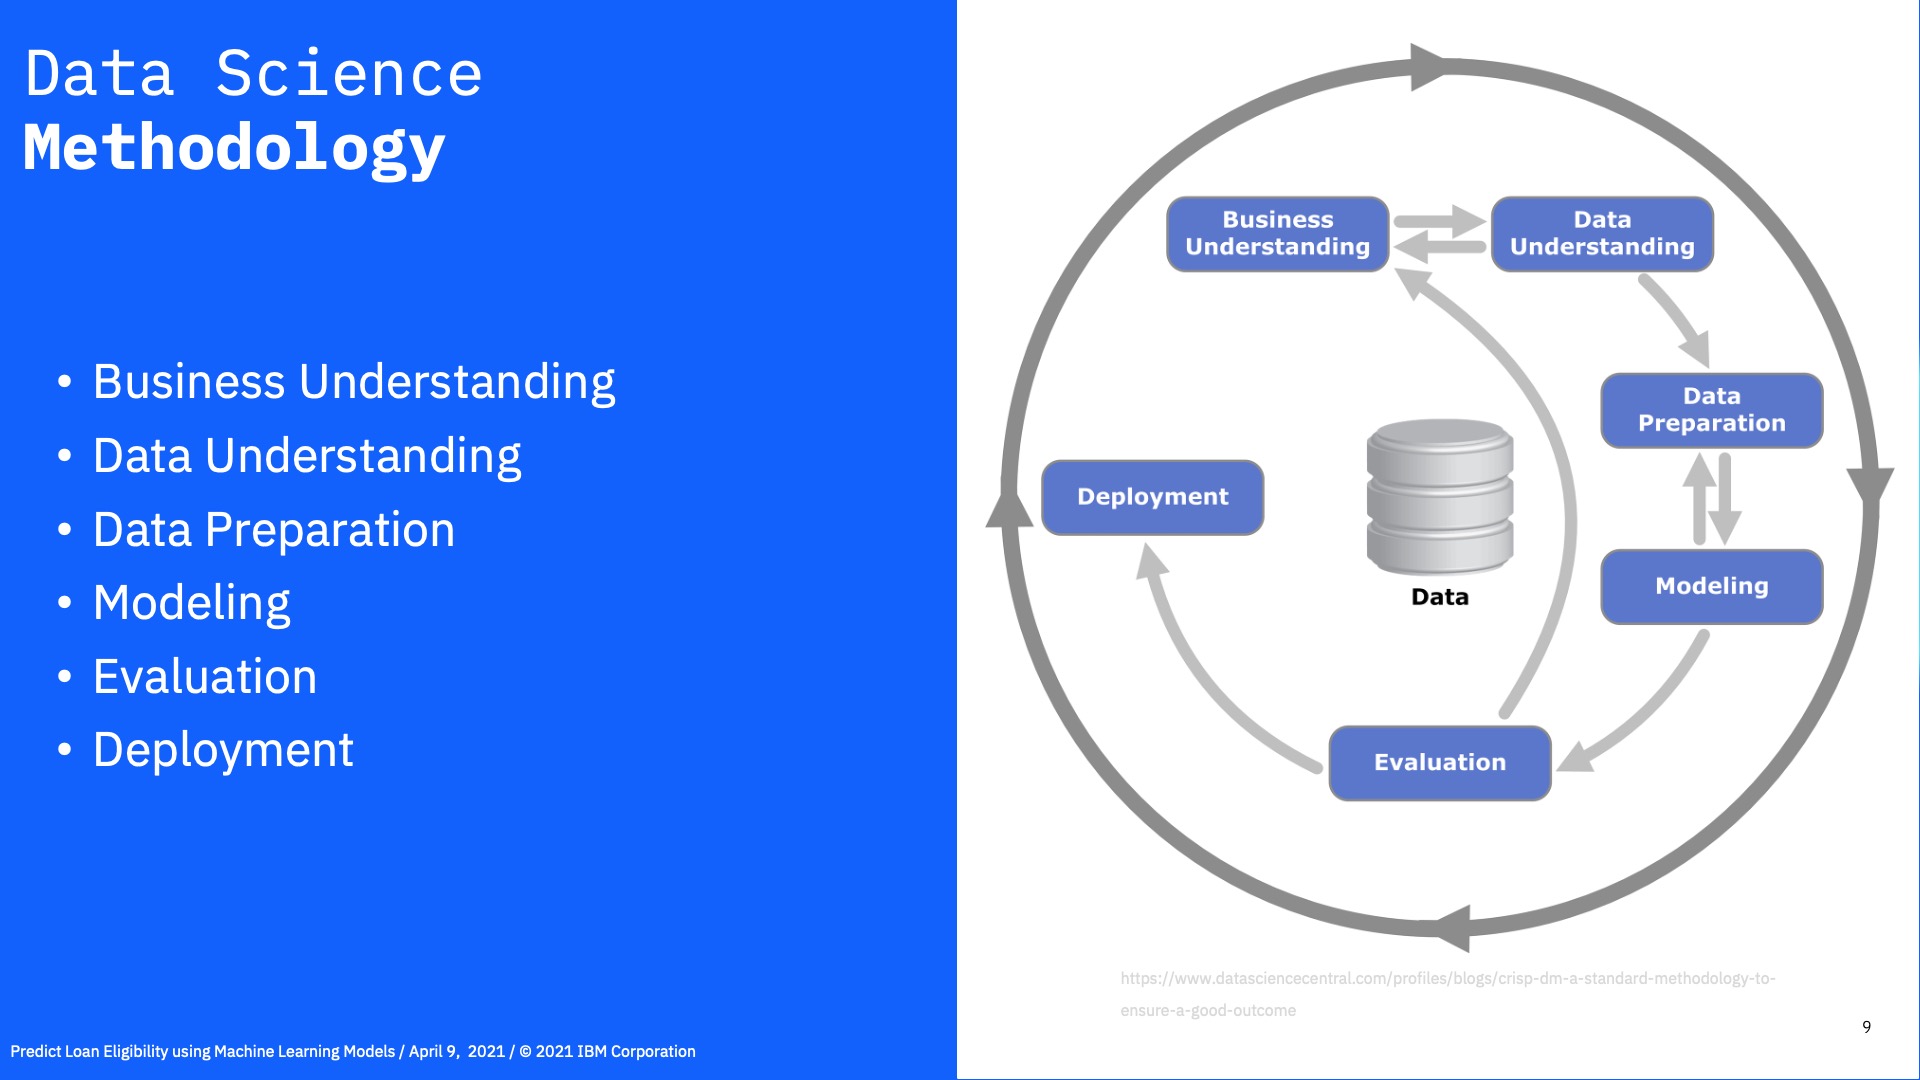 Data Science
Methodology
• Business Understanding
• Data Understanding
• Data Preparation
• Modeling
• Evaluation
• Deployment
Predict Loan Eligibility using Machine Learning Models / April 9, 2021 / © 2021 IBM Corporation
Business
Understanding
Data
Understanding
Data
Preparation
Deployment
Modeling
Data
Evaluation
https://www.datasciencecentral.com/profiles/blogs/crisp-dm-a-standard-methodology-to-
ensure-a-good-outcome
9